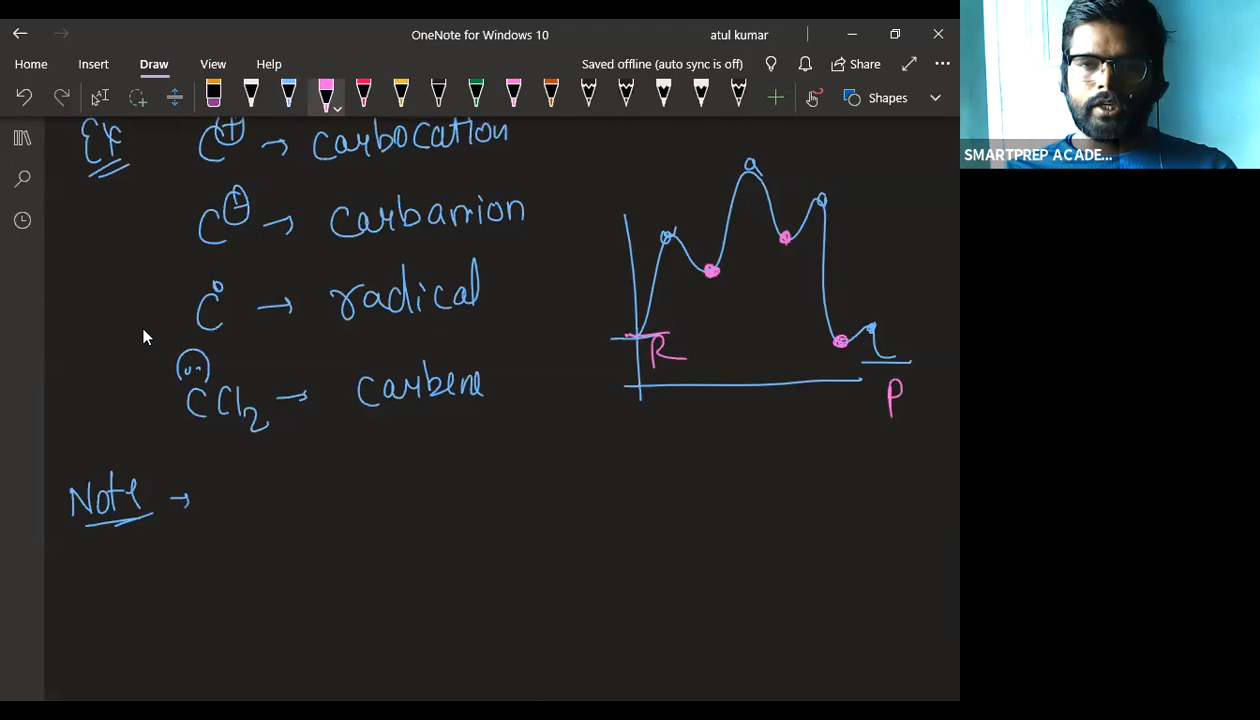 OneNote for Windows 10
atul kumar
Home Insert Draw View Help
Saved offline (auto sync is off)
Share
Shapes
SMARTPREP ACADE...
Ex C⊕ → carbocation
C⊖ → carbanion
C• → radical
:CCl2 → carbene
Note →
R
P